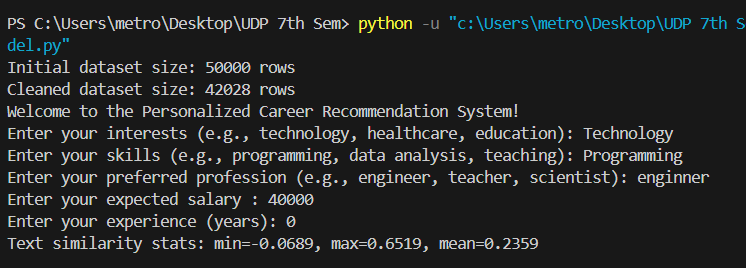 PS C:\Users\metro\Desktop\UDP 7th Sem> python -u "c:\Users\metro\Desktop\UDP 7th S
del.py"
Initial dataset size: 50000 rows
Cleaned dataset size: 42028 rows
Welcome to the Personalized Career Recommendation System!
Enter your interests (e.g., technology, healthcare, education): Technology
Enter your skills (e.g., programming, data analysis, teaching): Programming
Enter your preferred profession (e.g., engineer, teacher, scientist): enginner
Enter your expected salary : 40000
Enter your experience (years): 0
Text similarity stats: min=-0.0689, max=0.6519, mean=0.2359